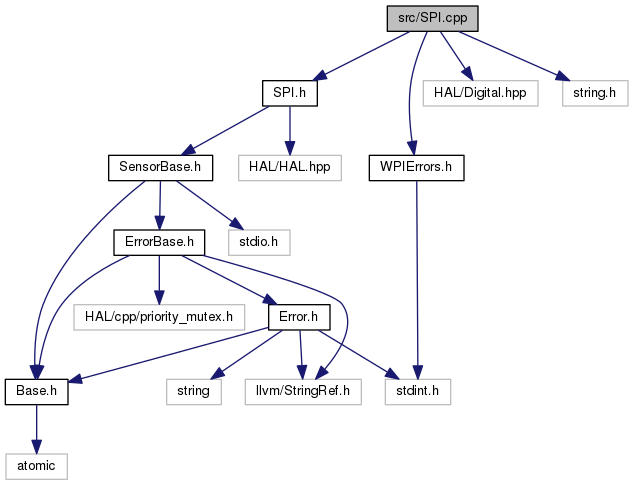 src/SPI.cpp
SPI.h
HAL/Digital.hpp
string.h
SensorBase.h
HAL/HAL.hpp
WPIErrors.h
ErrorBase.h
stdio.h
HAL/cpp/priority_mutex.h
Error.h
Base.h
string
llvm/StringRef.h
stdint.h
atomic